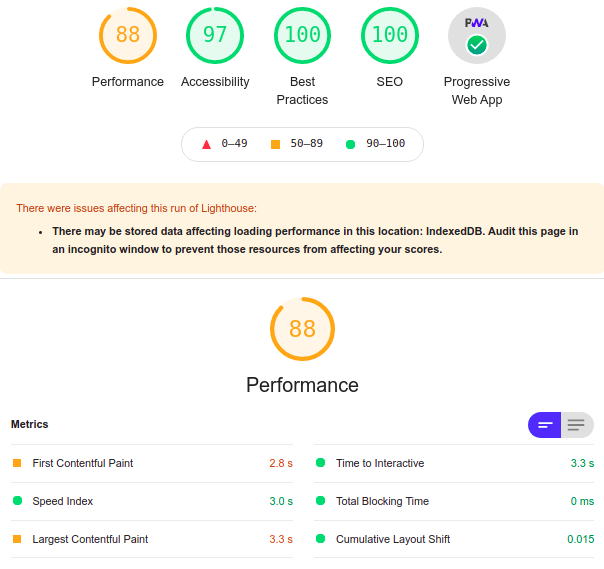 88 97 100 100 PWA
Performance Accessibility Best Practices SEO Progressive Web App
0–49 50–89 90–100
There were issues affecting this run of Lighthouse:
• There may be stored data affecting loading performance in this location: IndexedDB. Audit this page in
an incognito window to prevent those resources from affecting your scores.
88
Performance
Metrics
First Contentful Paint 2.8 s Time to Interactive 3.3 s
Speed Index 3.0 s Total Blocking Time 0 ms
Largest Contentful Paint 3.3 s Cumulative Layout Shift 0.015